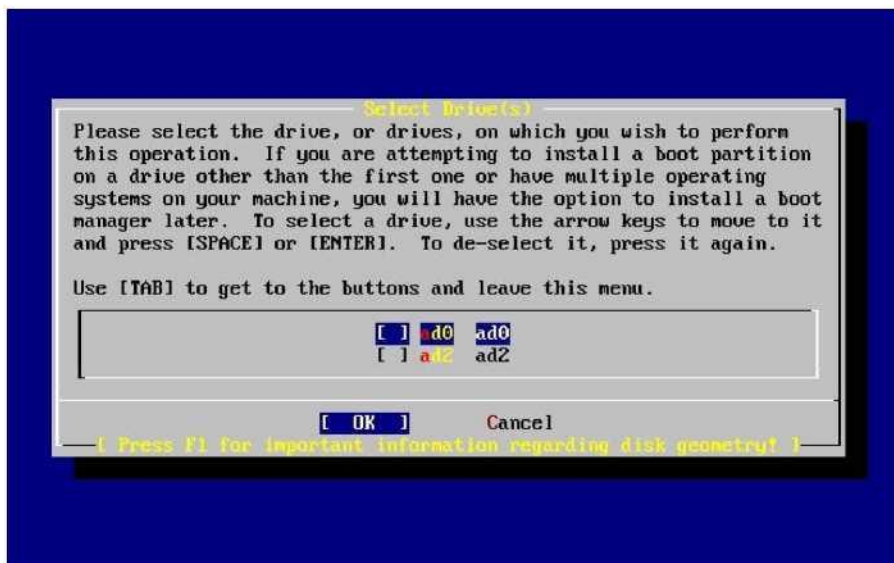 Select Drive(s)
Please select the drive, or drives, on which you wish to perform
this operation.  If you are attempting to install a boot partition
on a drive other than the first one or have multiple operating
systems on your machine, you will have the option to install a boot
manager later.  To select a drive, use the arrow keys to move to it
and press [SPACE] or [ENTER].  To de-select it, press it again.
Use [TAB] to get to the buttons and leave this menu.
[ ] ad0  ad0
[ ] ad2  ad2
[  OK  ]  Cancel
[ Press F1 for important information regarding disk geometry! ]